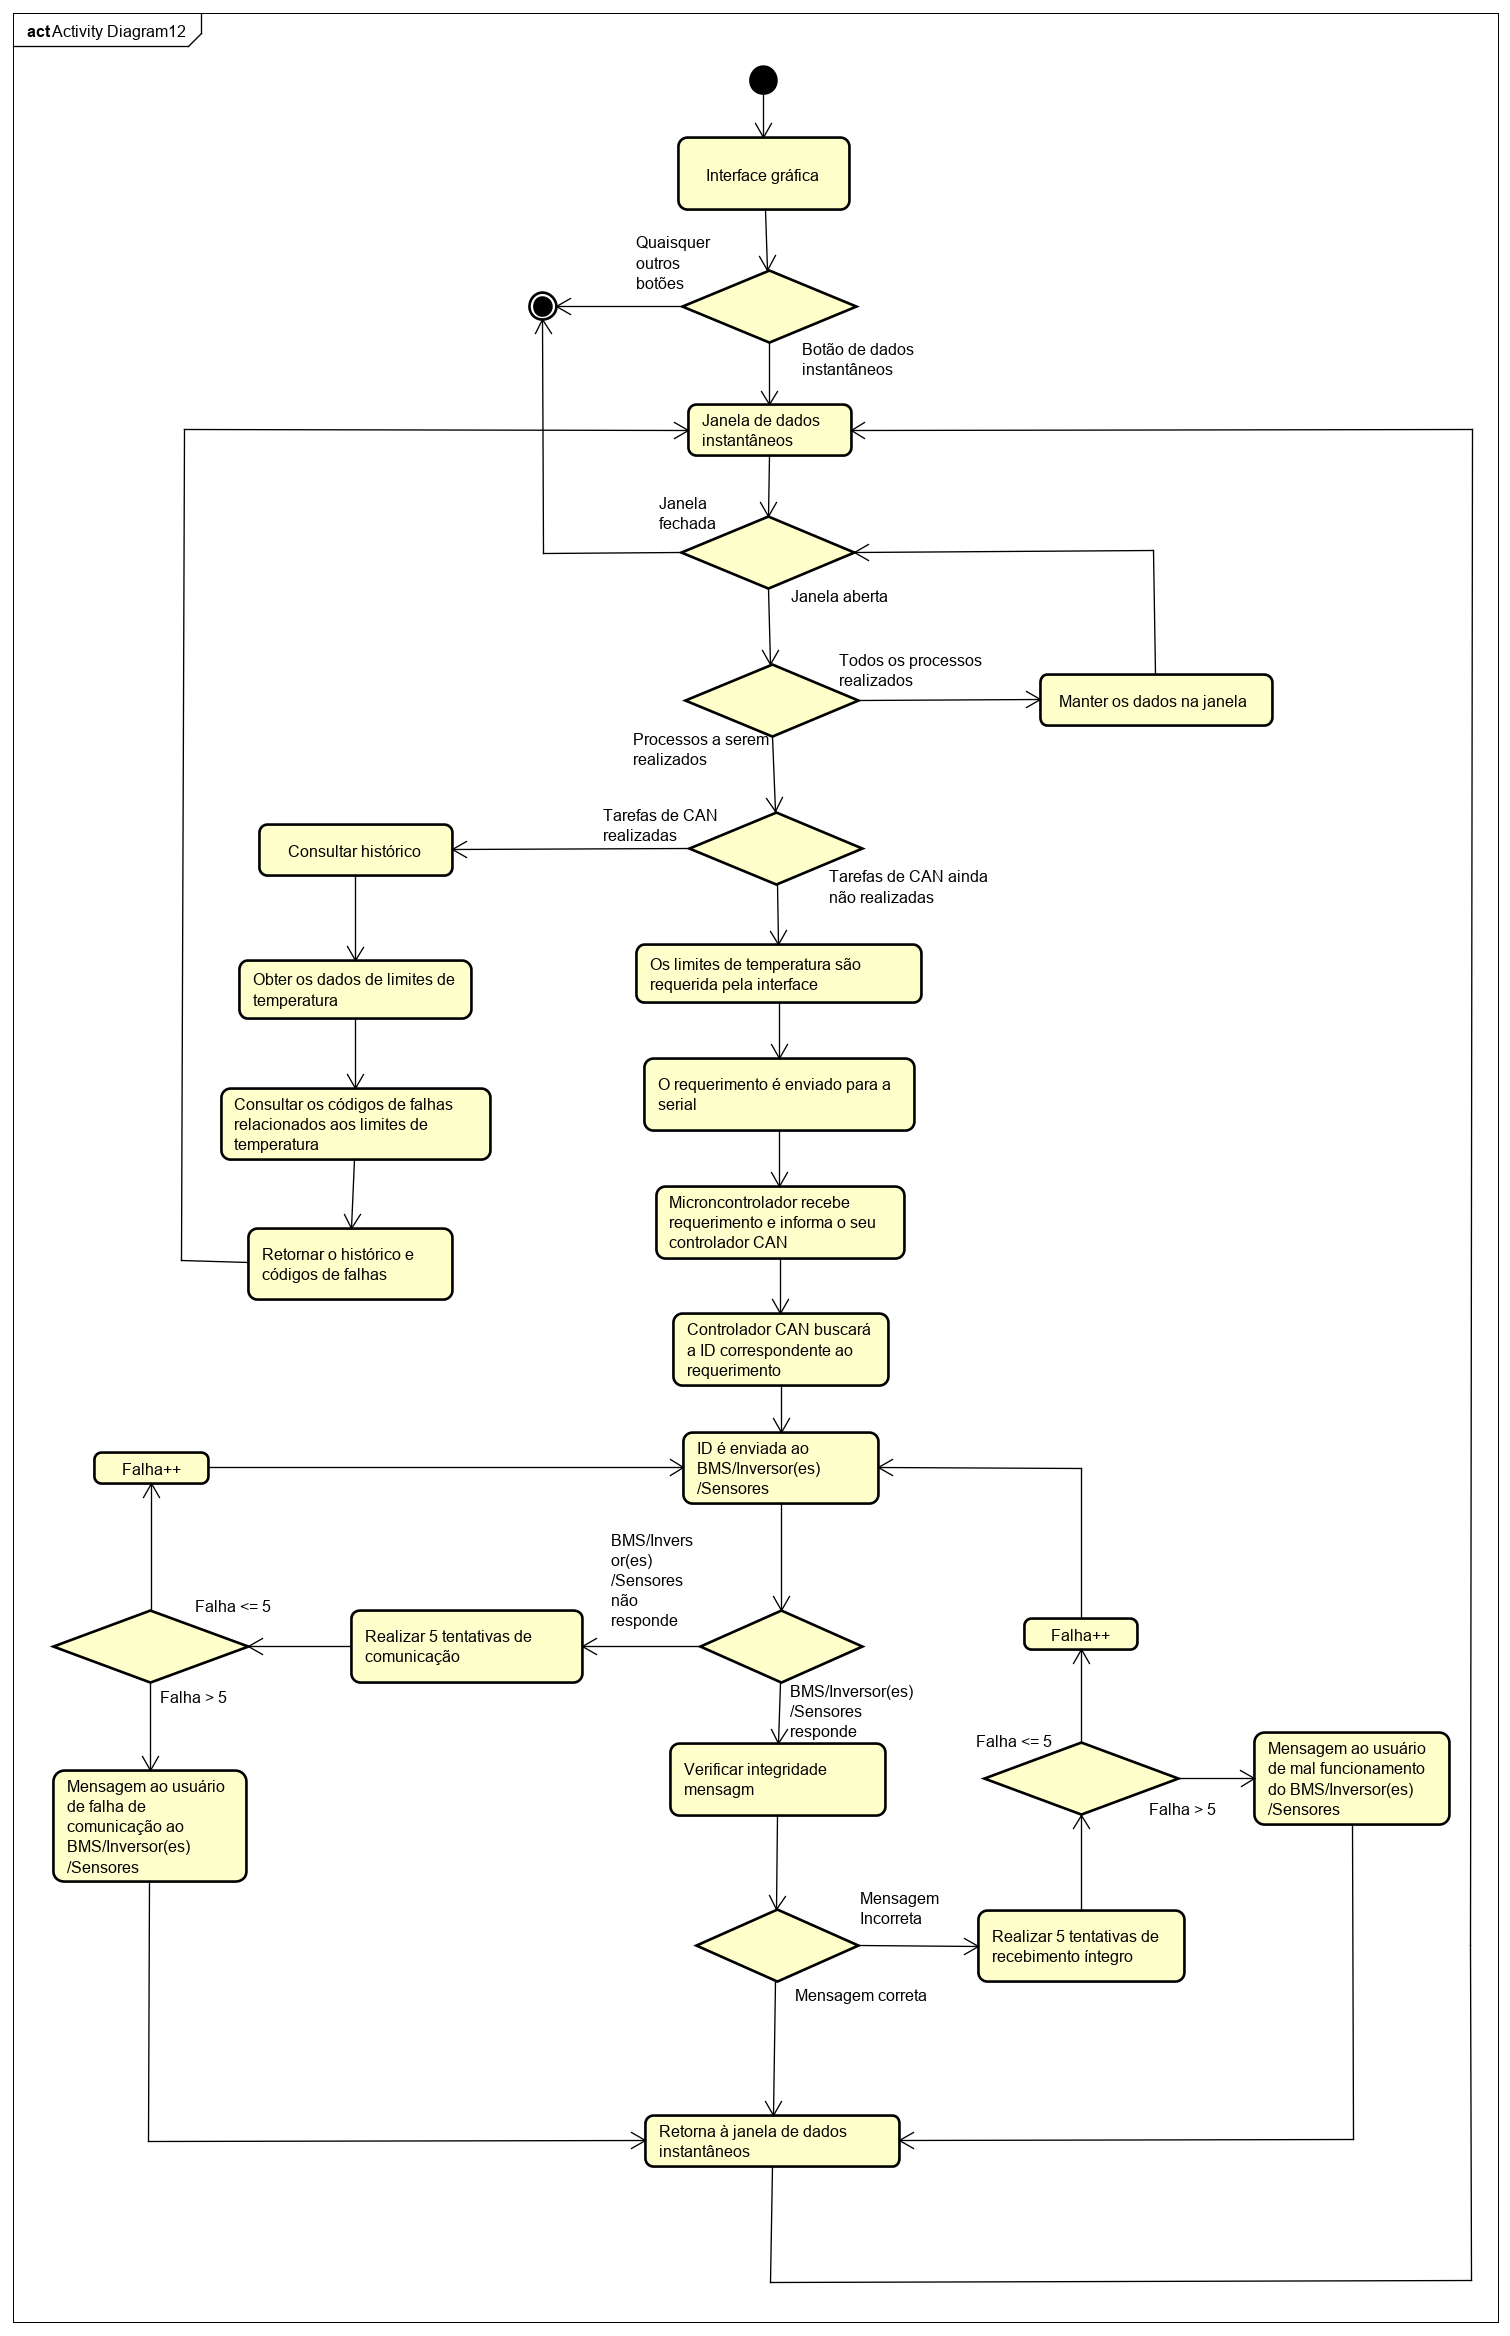 act Activity Diagram12
Interface gráfica
Quaisquer
outros
botões
Botão de dados
instantâneos
Janela de dados
instantâneos
Janela
fechada
Janela aberta
Todos os processos
realizados
Manter os dados na janela
Processos a serem
realizados
Tarefas de CAN
realizadas
Consultar histórico
Tarefas de CAN ainda
não realizadas
Obter os dados de limites de
temperatura
Os limites de temperatura são
requerida pela interface
Consultar os códigos de falhas
relacionados aos limites de
temperatura
O requerimento é enviado para a
serial
Retornar o histórico e
códigos de falhas
Microncontrolador recebe
requerimento e informa o seu
controlador CAN
Controlador CAN buscará
a ID correspondente ao
requerimento
Falha++
ID é enviada ao
BMS/Inversor(es)
/Sensores
BMS/Invers
or(es)
/Sensores
não
responde
Falha <= 5
Realizar 5 tentativas de
comunicação
Falha++
Falha > 5
BMS/Inversor(es)
/Sensores
responde
Falha <= 5
Mensagem ao usuário
de mal funcionamento
do BMS/Inversor(es)
/Sensores
Verificar integridade
mensagm
Mensagem ao usuário
de falha de
comunicação ao
BMS/Inversor(es)
/Sensores
Falha > 5
Mensagem
Incorreta
Realizar 5 tentativas de
recebimento íntegro
Mensagem correta
Retorna à janela de dados
instantâneos